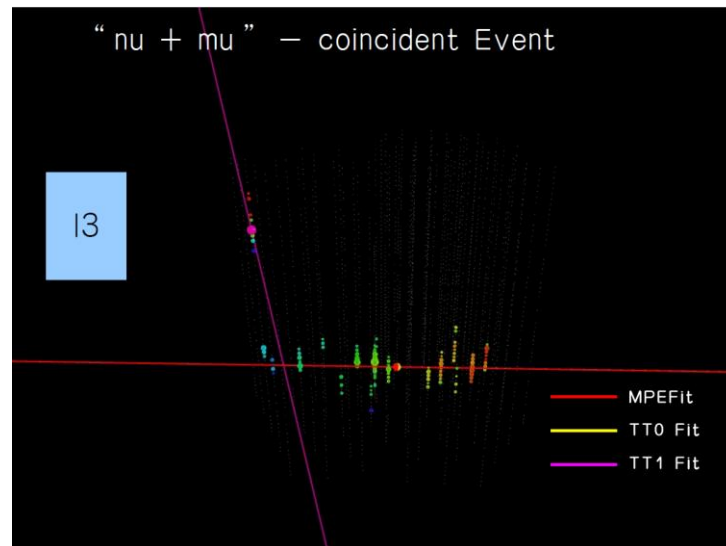 “nu + mu” – coincident Event
I3
MPEFit
TT0 Fit
TT1 Fit